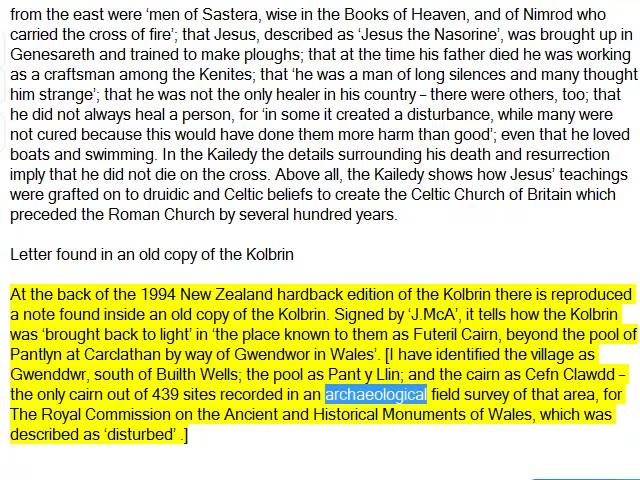 from the east were ‘men of Sastera, wise in the Books of Heaven, and of Nimrod who
carried the cross of fire’; that Jesus, described as ‘Jesus the Nasorine’, was brought up in
Genesareth and trained to make ploughs; that at the time his father died he was working
as a craftsman among the Kenites; that ‘he was a man of long silences and many thought
him strange’; that he was not the only healer in his country – there were others, too; that
he did not always heal a person, for ‘in some it created a disturbance, while many were
not cured because this would have done them more harm than good’; even that he loved
boats and swimming. In the Kailedy the details surrounding his death and resurrection
imply that he did not die on the cross. Above all, the Kailedy shows how Jesus’ teachings
were grafted on to druidic and Celtic beliefs to create the Celtic Church of Britain which
preceded the Roman Church by several hundred years.
Letter found in an old copy of the Kolbrin
At the back of the 1994 New Zealand hardback edition of the Kolbrin there is reproduced
a note found inside an old copy of the Kolbrin. Signed by ‘J.McA’, it tells how the Kolbrin
was ‘brought back to light’ in ‘the place known to them as Futeril Cairn, beyond the pool of
Pantlyn at Carclathan by way of Gwendwor in Wales’. [I have identified the village as
Gwenddwr, south of Builth Wells; the pool as Pant y Llin; and the cairn as Cefn Clawdd –
the only cairn out of 439 sites recorded in an archaeological field survey of that area, for
The Royal Commission on the Ancient and Historical Monuments of Wales, which was
described as ‘disturbed’ .]